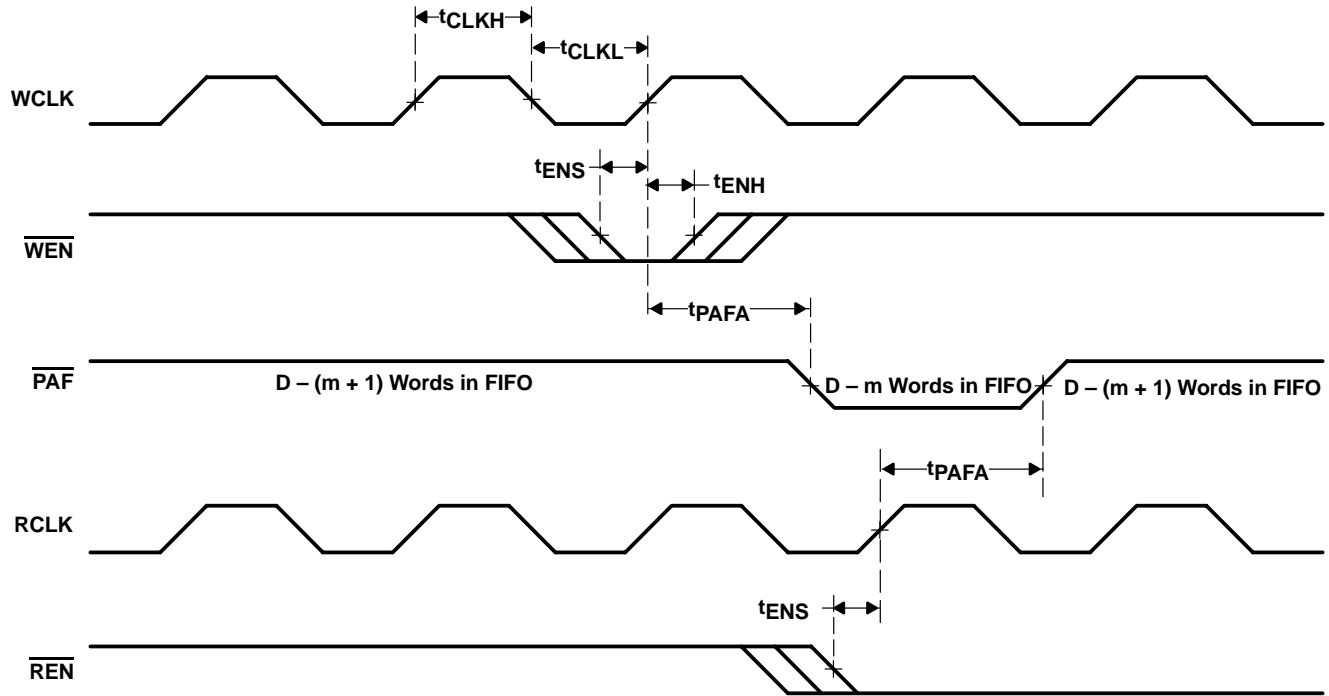 tCLKH
tCLKL
WCLK
tENS
tENH
WEN
tPAFA
PAF
D – (m + 1) Words in FIFO
D – m Words in FIFO
D – (m + 1) Words in FIFO
tPAFA
RCLK
tENS
REN